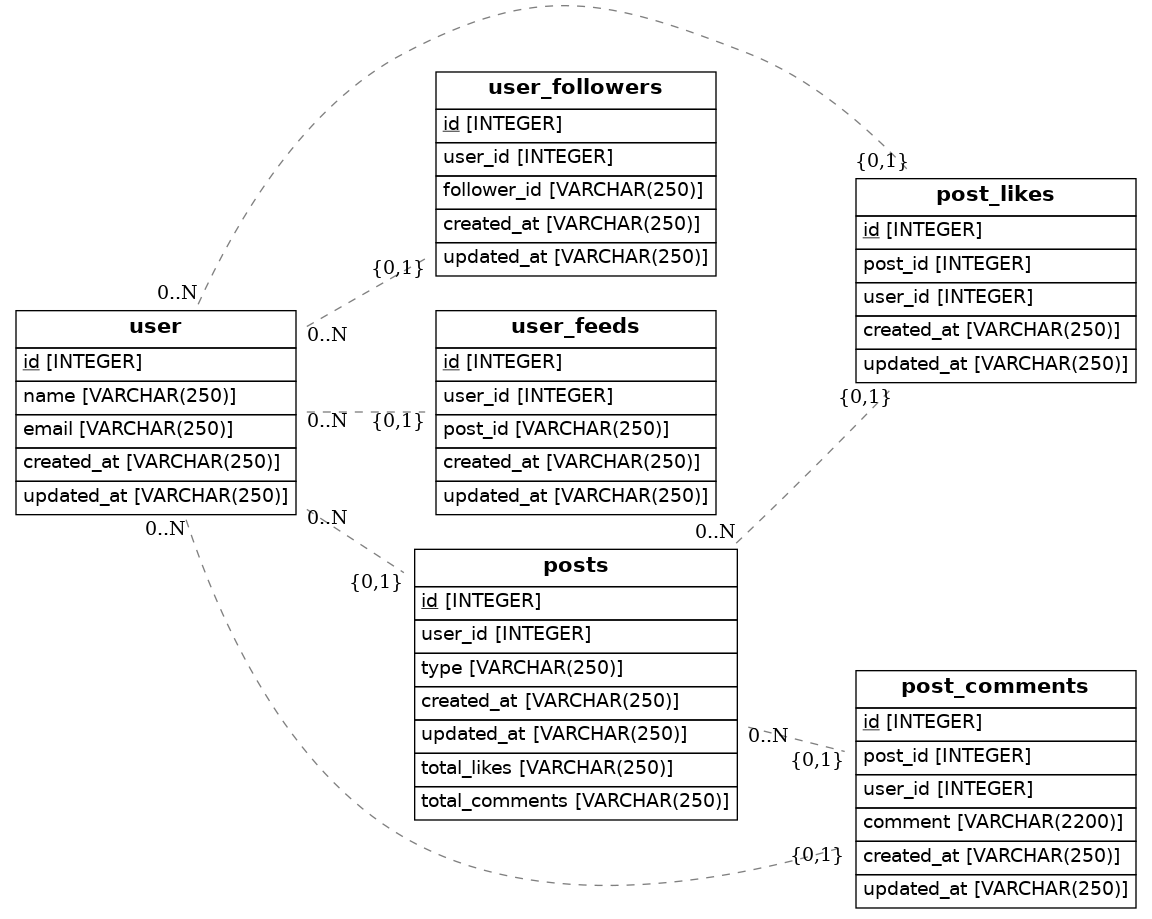 user_followers
id [INTEGER]
user_id [INTEGER]
follower_id [VARCHAR(250)]
created_at [VARCHAR(250)]
updated_at [VARCHAR(250)]
{0,1}
post_likes
id [INTEGER]
post_id [INTEGER]
user_id [INTEGER]
created_at [VARCHAR(250)]
updated_at [VARCHAR(250)]
{0,1}
{0,1}
0..N
user
id [INTEGER]
name [VARCHAR(250)]
email [VARCHAR(250)]
created_at [VARCHAR(250)]
updated_at [VARCHAR(250)]
0..N
0..N
0..N
0..N
user_feeds
id [INTEGER]
user_id [INTEGER]
post_id [VARCHAR(250)]
created_at [VARCHAR(250)]
updated_at [VARCHAR(250)]
{0,1}
{0,1}
0..N
posts
id [INTEGER]
user_id [INTEGER]
type [VARCHAR(250)]
created_at [VARCHAR(250)]
updated_at [VARCHAR(250)]
total_likes [VARCHAR(250)]
total_comments [VARCHAR(250)]
0..N
{0,1}
{0,1}
post_comments
id [INTEGER]
post_id [INTEGER]
user_id [INTEGER]
comment [VARCHAR(2200)]
created_at [VARCHAR(250)]
updated_at [VARCHAR(250)]